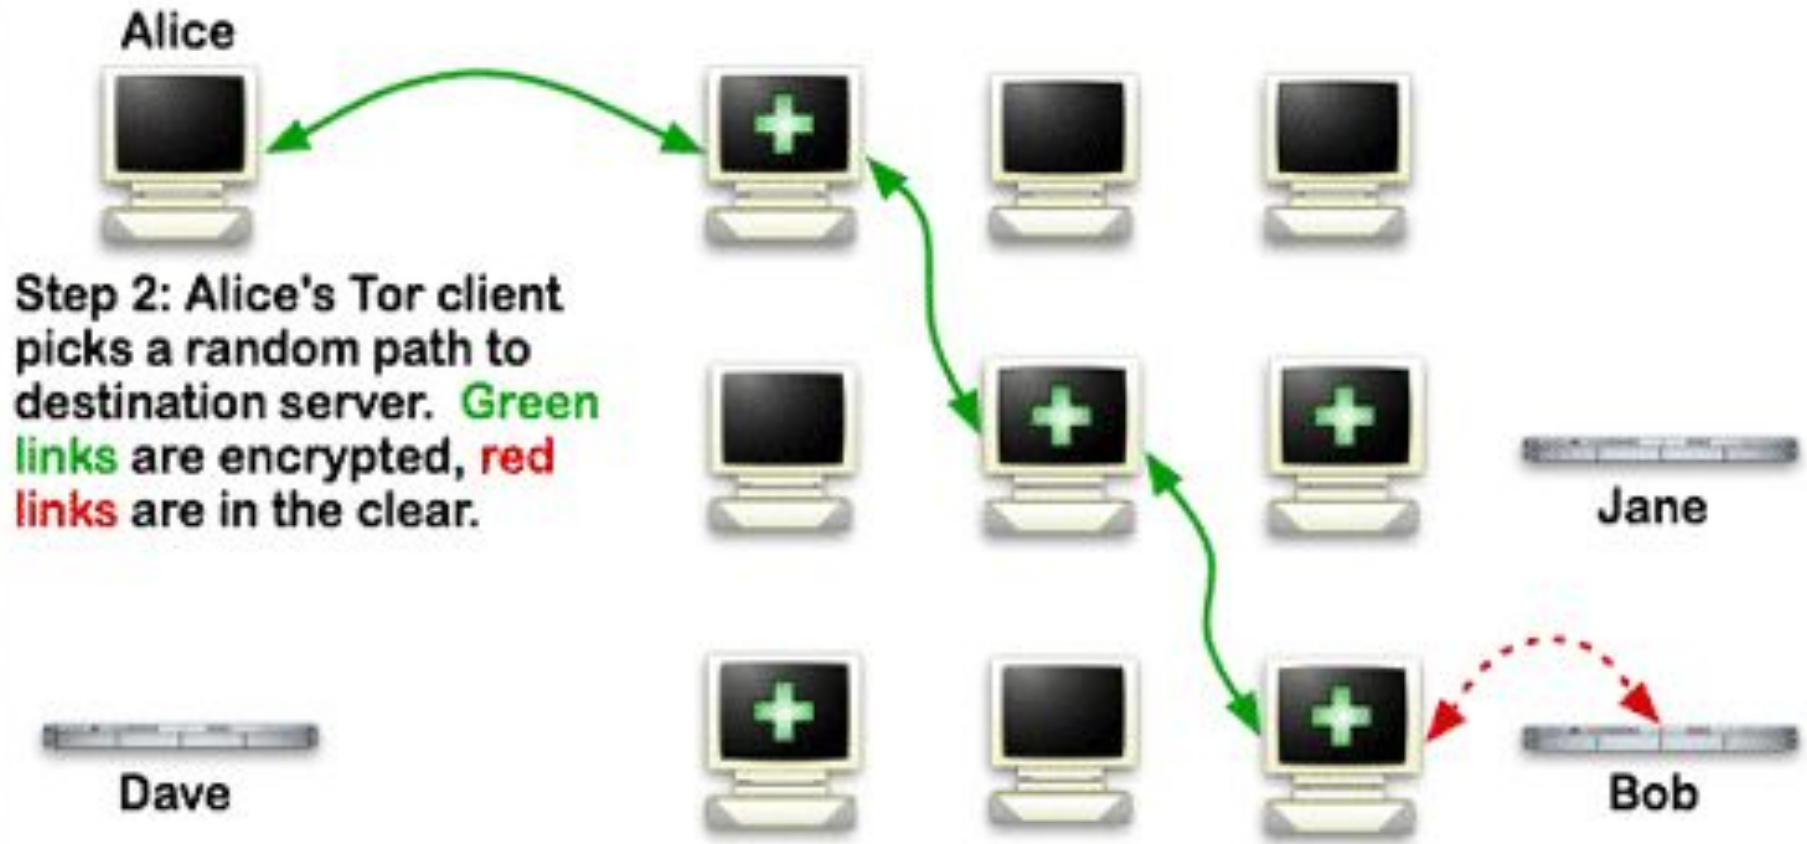 Alice
Step 2: Alice's Tor client
picks a random path to
destination server. Green
links are encrypted, red
links are in the clear.
Jane
Dave
Bob